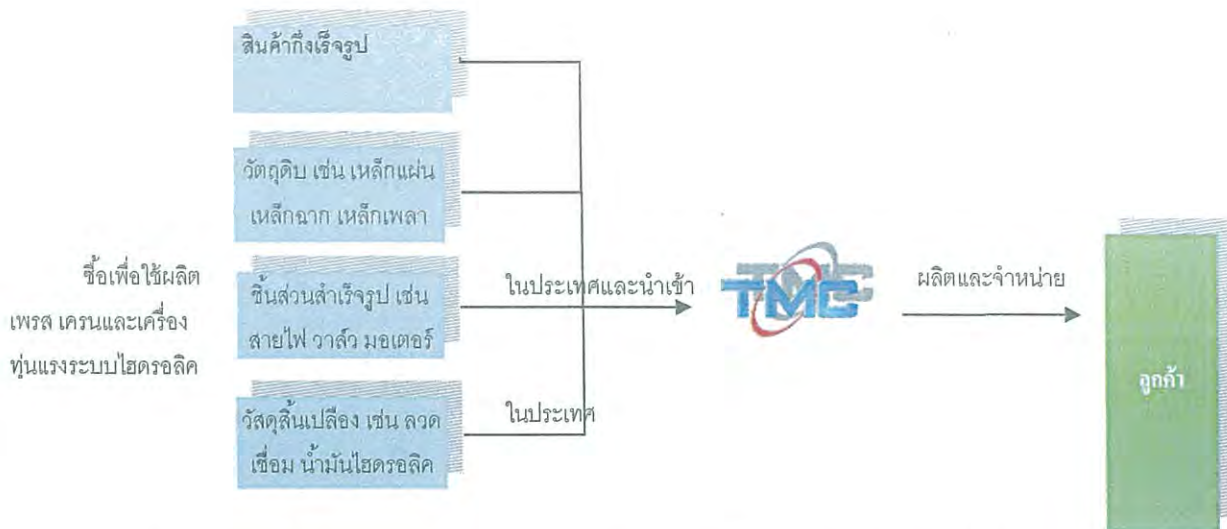 สินค้ากึ่งเร็จรูป
วัตถุดิบ เช่น เหล็กแผ่น
เหล็กฉาก เหล็กเพลา
ซื้อเพื่อใช้ผลิต
เพรส เครนและเครื่อง
ทุ่นแรงระบบไฮดรอลิค
ชิ้นส่วนสำเร็จรูป เช่น
สายไฟ วาล์ว มอเตอร์
วัสดุสิ้นเปลือง เช่น ลวด
เชื่อม น้ำมันไฮดรอลิค
ในประเทศและนำเข้า
ในประเทศ
TMC
ผลิตและจำหน่าย
ลูกค้า